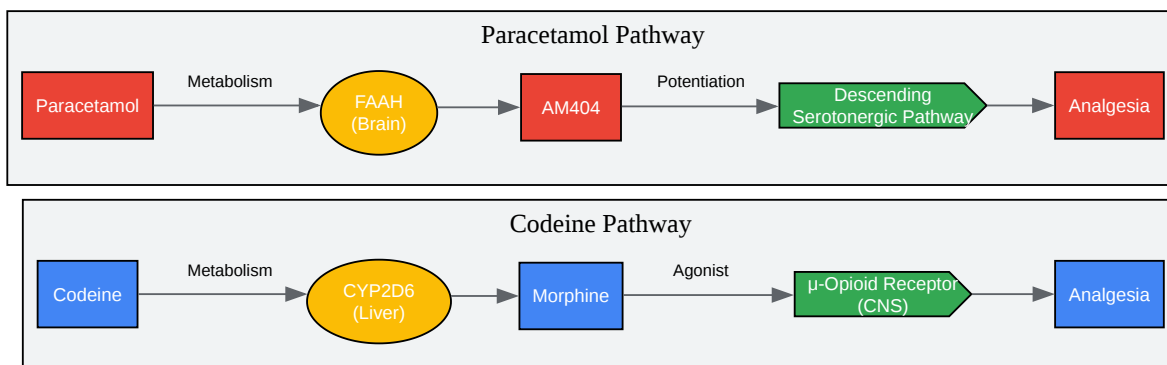 Paracetamol Pathway
Metabolism
Potentiation
Paracetamol
FAAH
(Brain)
AM404
Descending
Serotonergic Pathway
Analgesia
Codeine Pathway
Metabolism
Agonist
Codeine
CYP2D6
(Liver)
Morphine
μ-Opioid Receptor
(CNS)
Analgesia